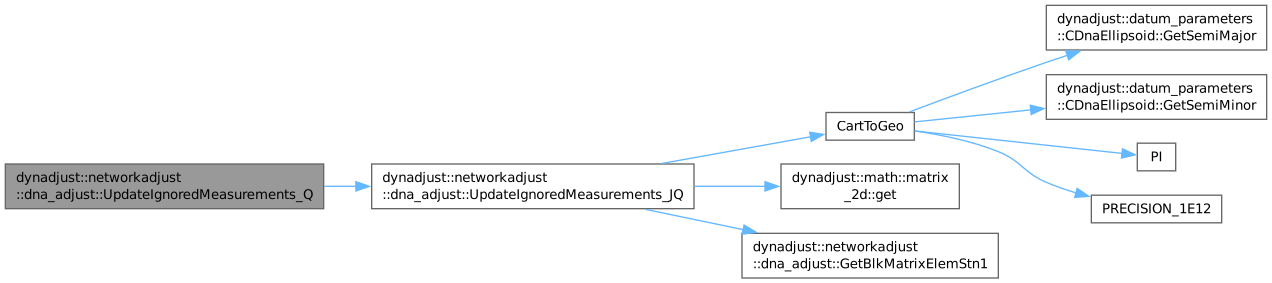 dynadjust::networkadjust
::dna_adjust::UpdateIgnoredMeasurements_Q
dynadjust::networkadjust
::dna_adjust::UpdateIgnoredMeasurements_JQ
CartToGeo
dynadjust::datum_parameters
::CDnaEllipsoid::GetSemiMajor
dynadjust::datum_parameters
::CDnaEllipsoid::GetSemiMinor
PI
PRECISION_1E12
dynadjust::math::matrix
_2d::get
dynadjust::networkadjust
::dna_adjust::GetBlkMatrixElemStn1